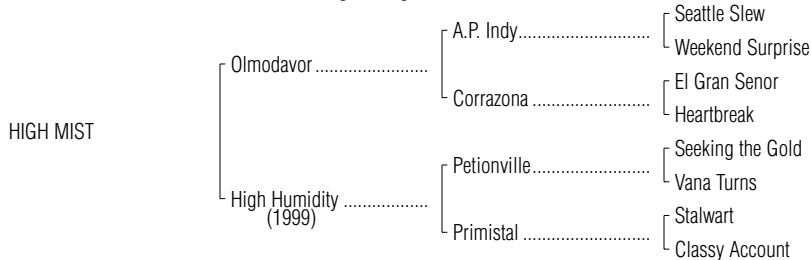 Seattle Slew
A.P. Indy..............................
Weekend Surprise
Olmodavor ........................
El Gran Senor
Corrazona ...........................
Heartbreak
HIGH MIST
Seeking the Gold
Petionville...........................
Vana Turns
High Humidity ..................
(1999)
Stalwart
Primistal .............................
Classy Account